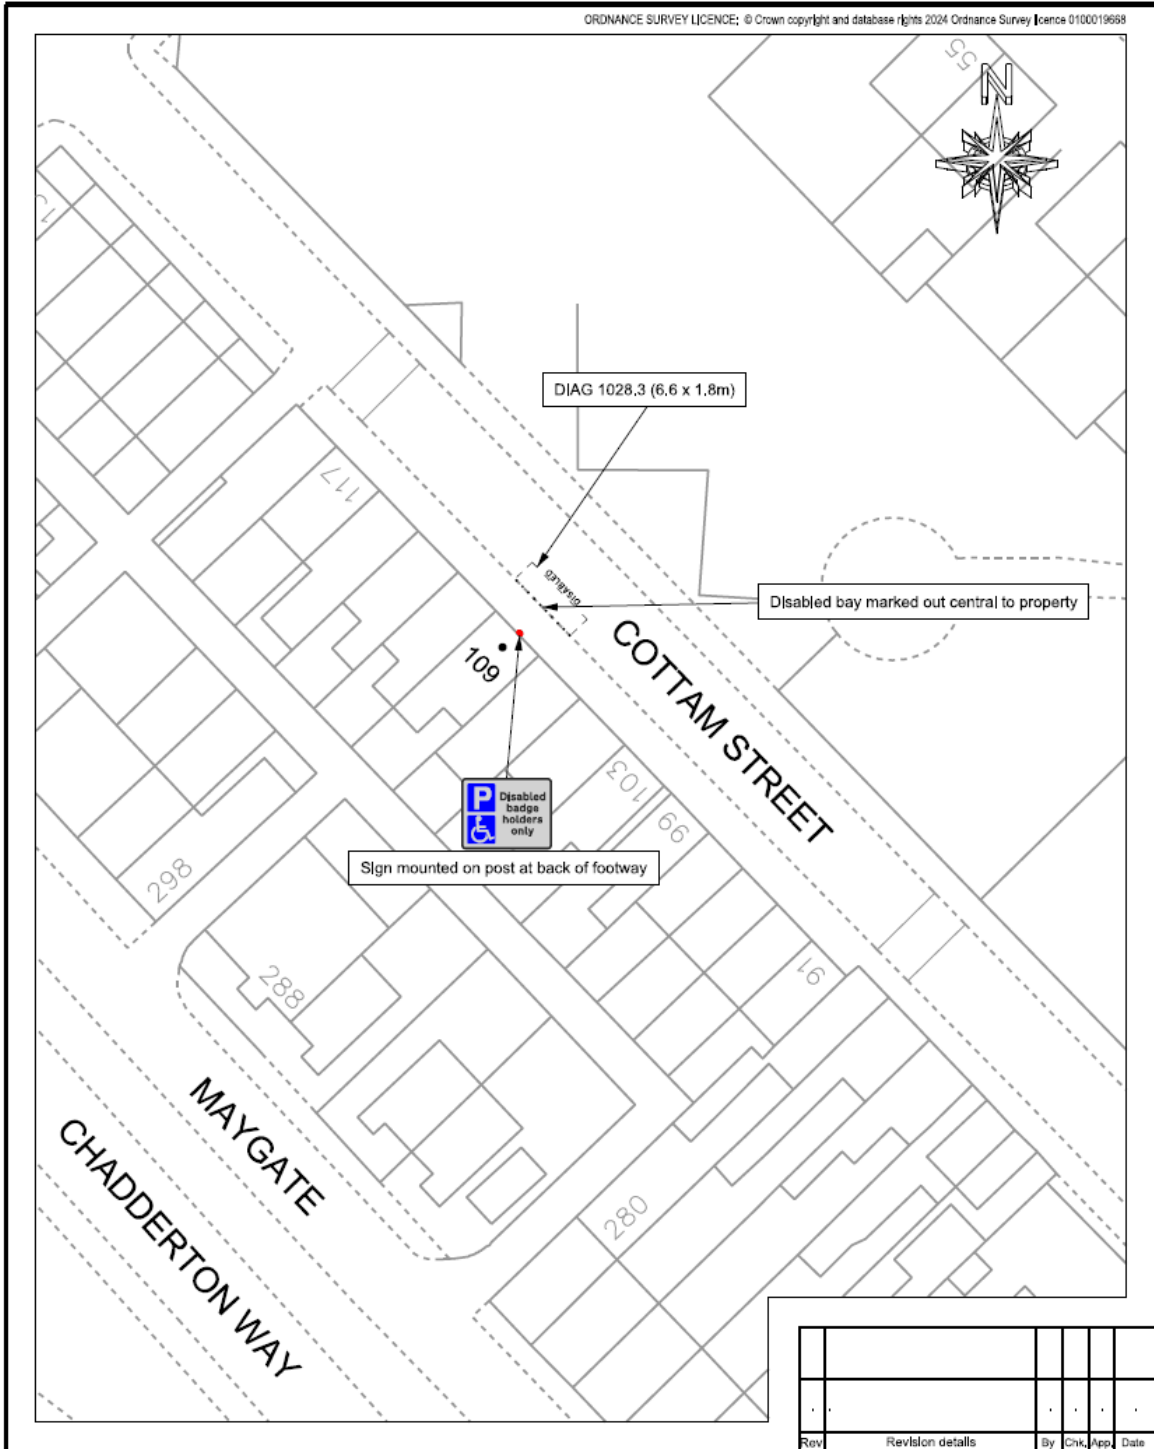 ORDNANCE SURVEY LICENCE; © Crown copyright and database rights 2024 Ordnance Survey licence 0100019668
55
N
DIAG 1028.3 (6.6 x 1.8m)
117
DISABLED
Disabled bay marked out central to property
COTTAM STREET
109
P Disabled
badge
holders
only
103
99
Sign mounted on post at back of footway
298
91
288
MAYGATE
CHADDERTON WAY
280
Rev Revision details By Chk. App. Date